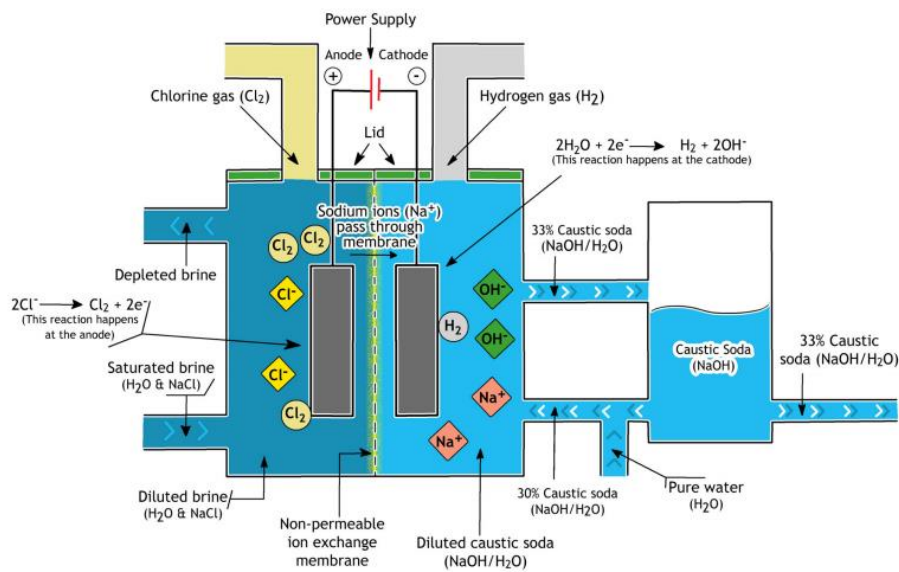 Power Supply
Anode
Cathode
+
-
Chlorine gas (Cl₂)
Hydrogen gas (H₂)
Lid
2H₂O + 2e⁻ → H₂ + 2OH⁻
(This reaction happens at the cathode)
Sodium ions (Na⁺)
pass through
membrane
33% Caustic soda
(NaOH/H₂O)
Depleted brine
Cl₂
Cl₂
2Cl⁻ → Cl₂ + 2e⁻
(This reaction happens
at the anode)
Cl⁻
OH⁻
H₂
OH⁻
Caustic Soda
(NaOH)
33% Caustic
soda (NaOH/H₂O)
Saturated brine
(H₂O & NaCl)
Cl⁻
Cl₂
Na⁺
Na⁺
Diluted brine
(H₂O & NaCl)
Non-permeable
ion exchange
membrane
Diluted caustic soda
(NaOH/H₂O)
30% Caustic soda
(NaOH/H₂O)
Pure water
(H₂O)